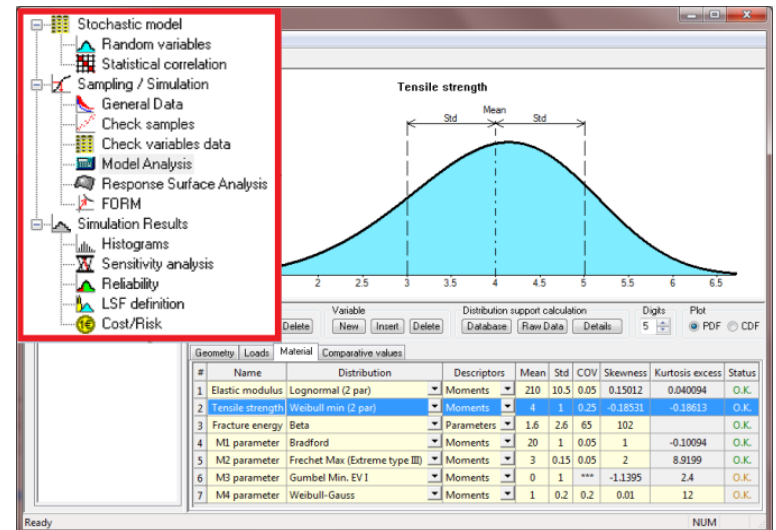 Stochastic model
Random variables
Statistical correlation
Sampling / Simulation
General Data
Check samples
Check variables data
Model Analysis
Response Surface Analysis
FORM
Simulation Results
Histograms
Sensitivity analysis
Reliability
LSF definition
Cost/Risk
Tensile strength
Mean
Std Std
2 2.5 3 3.5 4 4.5 5 5.5 6 6.5
Variable Distribution support calculation Digits Plot
Delete New Insert Delete Database Raw Data Details 5 PDF CDF
Geometry Loads Material Comparative values
# Name Distribution Descriptors Mean Std COV Skewness Kurtosis excess Status
1 Elastic modulus Lognormal (2 par) Moments 210 10.5 0.05 0.15012 0.040094 O.K.
2 Tensile strength Weibull min (2 par) Moments 4 1 0.25 -0.18531 -0.18613 O.K.
3 Fracture energy Beta Parameters 1.6 2.6 65 102 O.K.
4 M1 parameter Bradford Moments 20 1 0.05 1 -0.10094 O.K.
5 M2 parameter Frechet Max (Extreme type III) Moments 3 0.15 0.05 2 8.9199 O.K.
6 M3 parameter Gumbel Min. EV I Moments 0 1 *** -1.1395 2.4 O.K.
7 M4 parameter Weibull-Gauss Moments 1 0.2 0.2 0.01 12 O.K.
Ready NUM